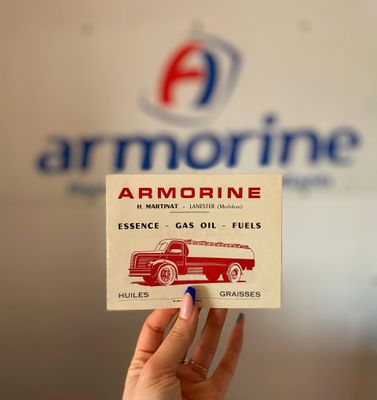 armorine
ARMORINE
H. MARTINAT - LANESTER (Morbihan)
ESSENCE - GAS OIL - FUELS
HUILES GRAISSES